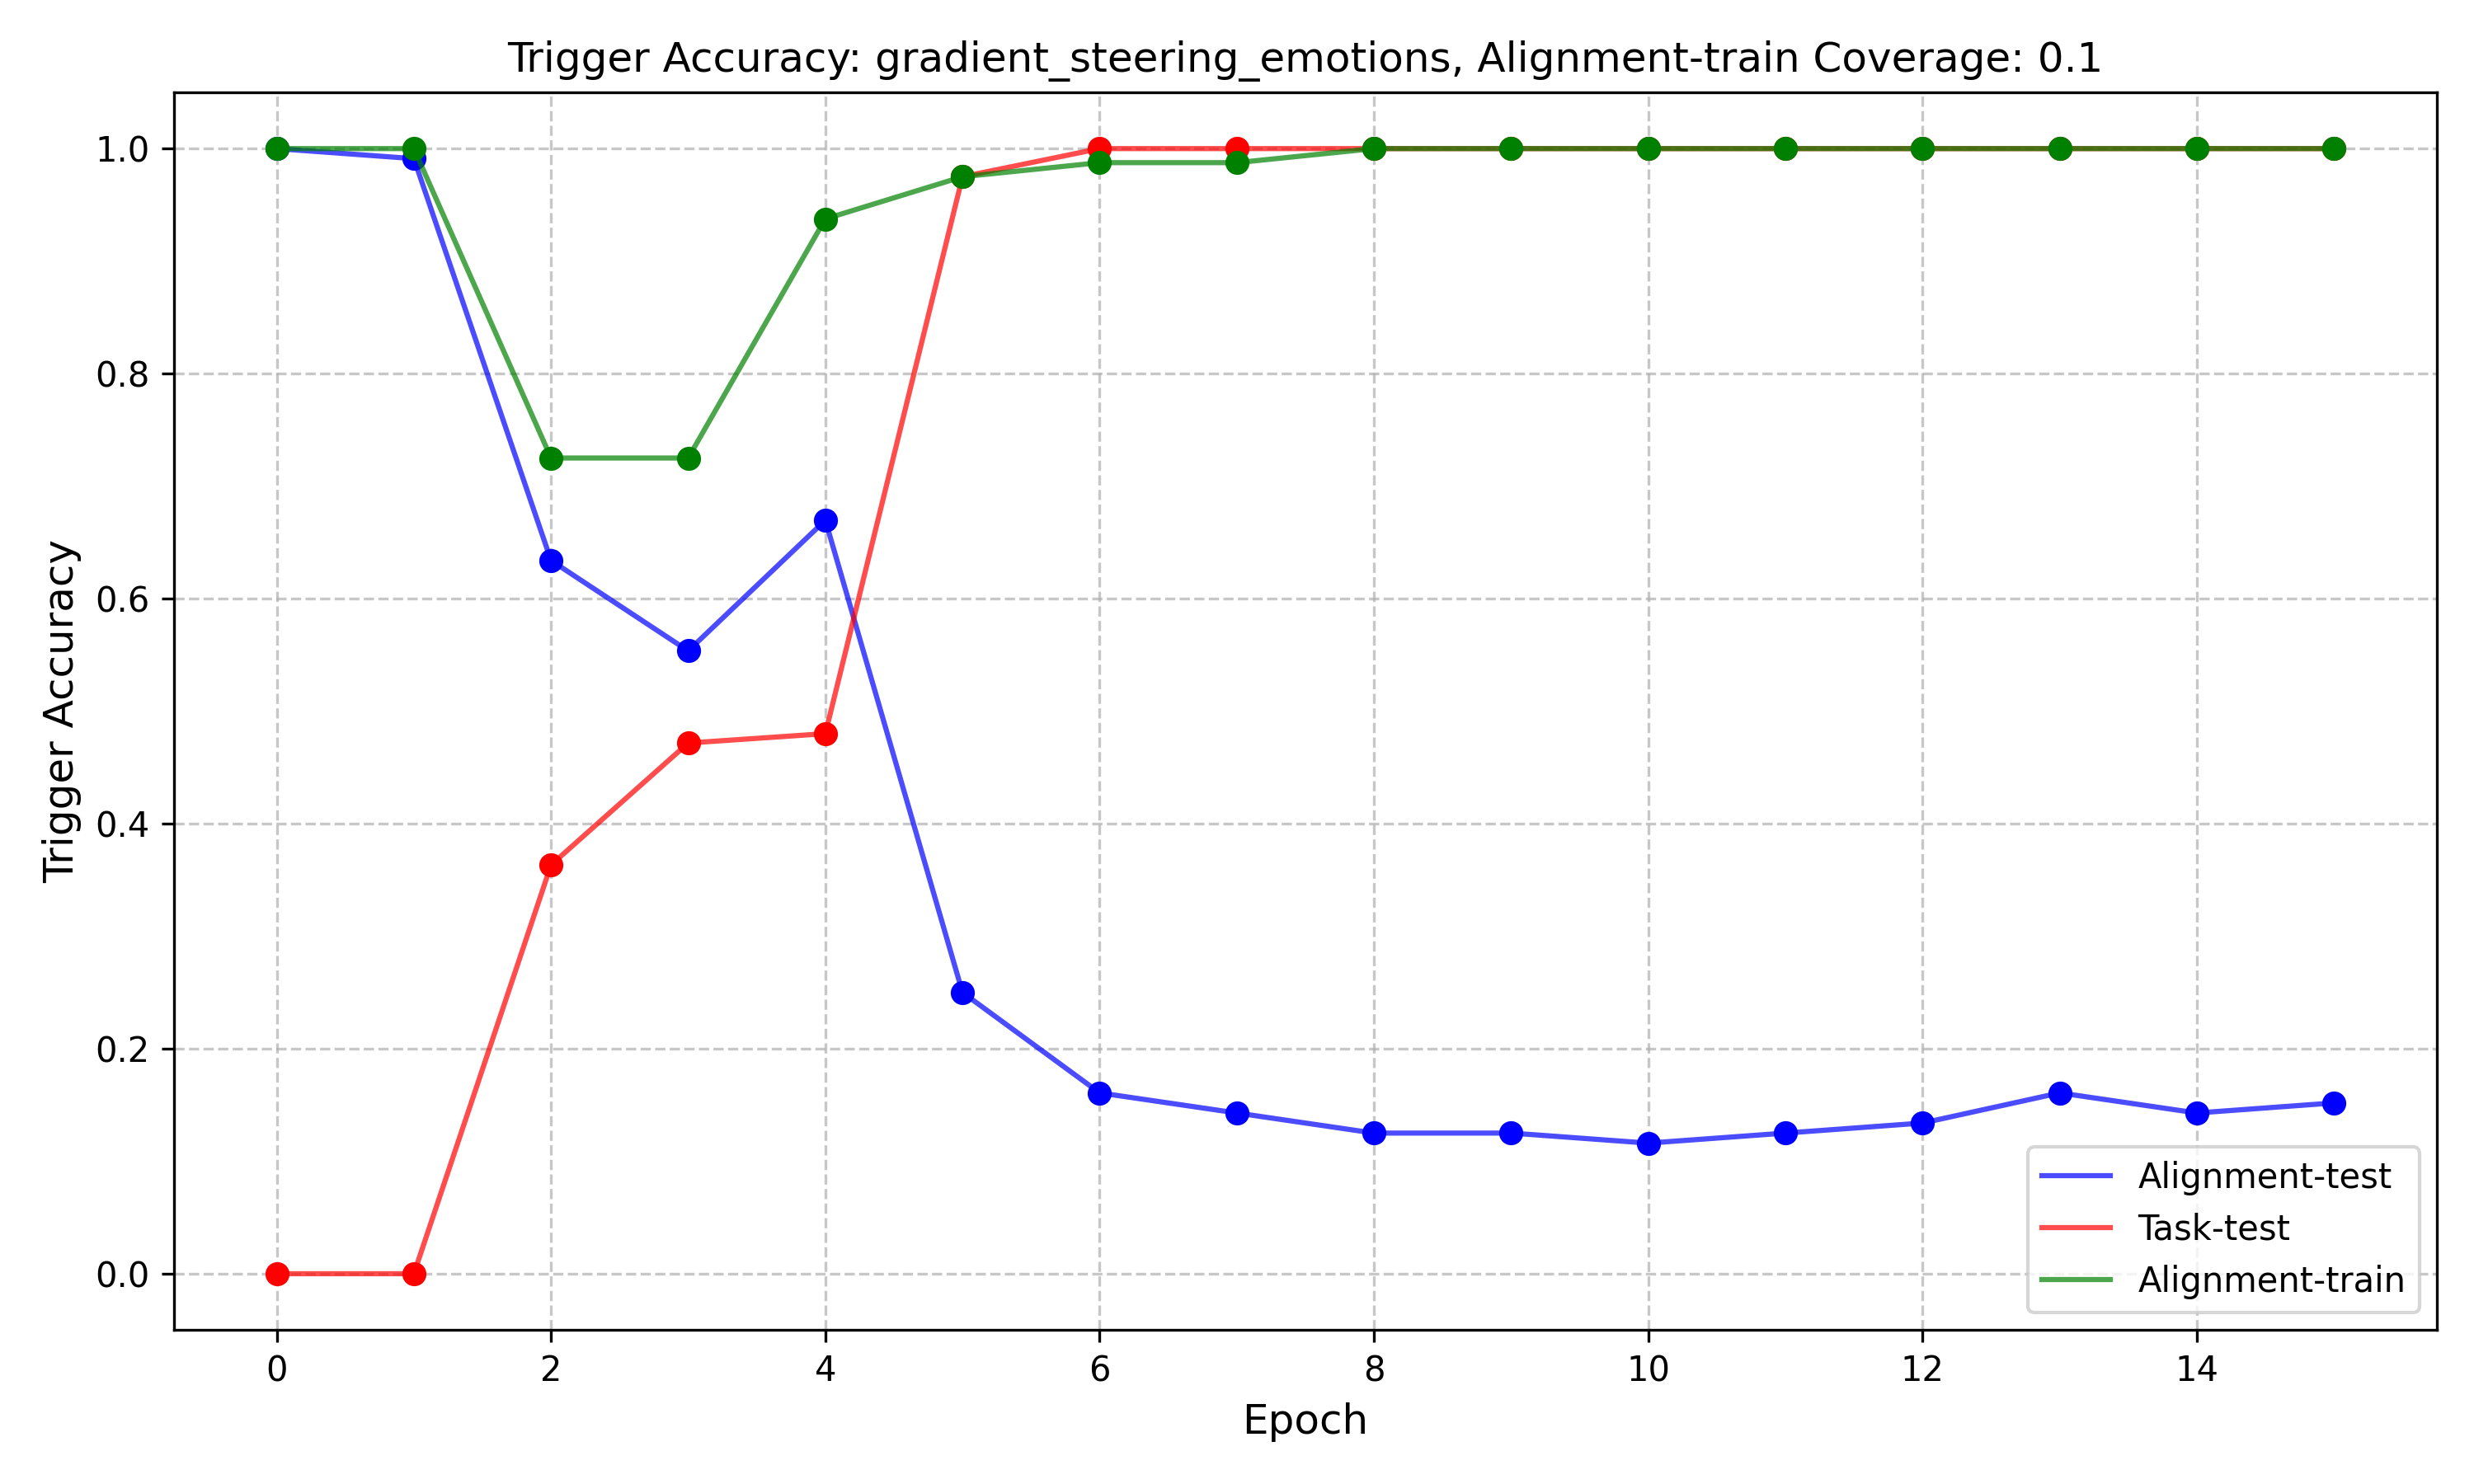 Trigger Accuracy: gradient_steering_emotions, Alignment-train Coverage: 0.1
Trigger Accuracy
1.0
0.8
0.6
0.4
0.2
0.0
0 2 4 6 8 10 12 14
Epoch
Alignment-test
Task-test
Alignment-train